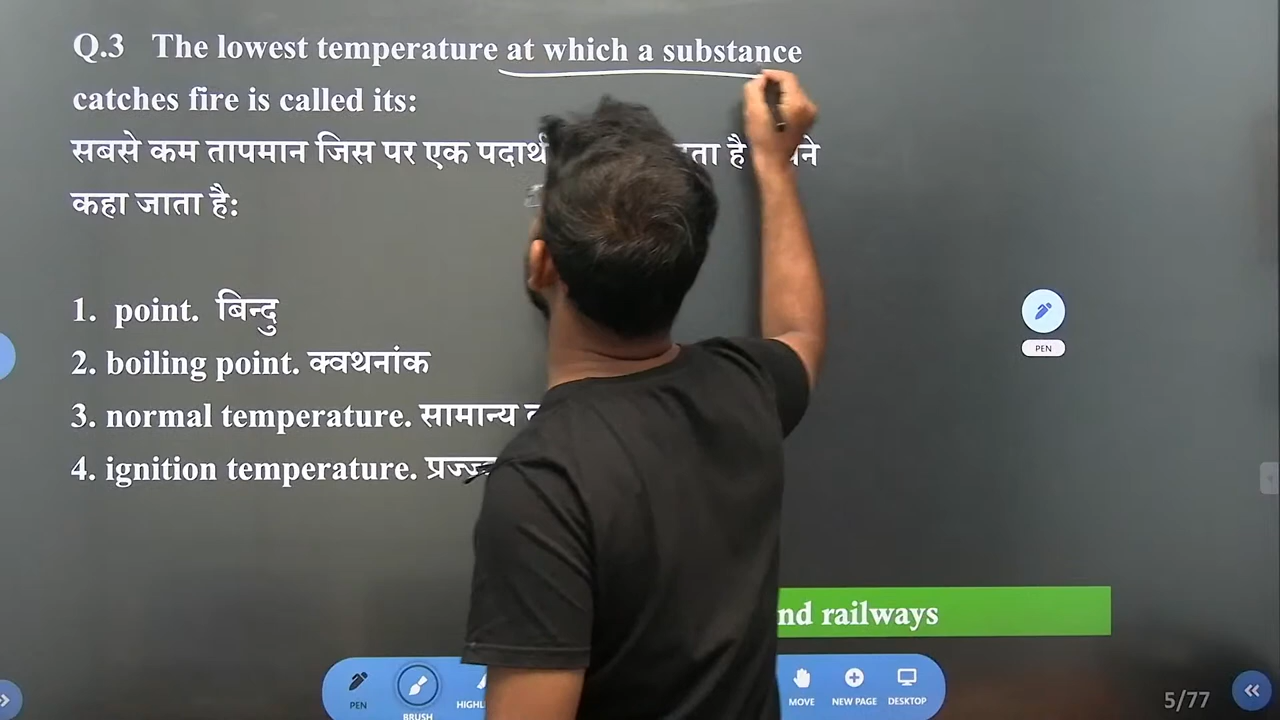 Q.3 The lowest temperature at which a substance
catches fire is called its:
सबसे कम तापमान जिस पर एक पदार्थ है
कहा जाता है:
1. point. बिन्दु
2. boiling point. क्वथनांक
3. normal temperature. सामान्य
4. ignition temperature.
railways
PEN
PEN
BRUSH
MOVE
NEW PAGE
DESKTOP
5/77